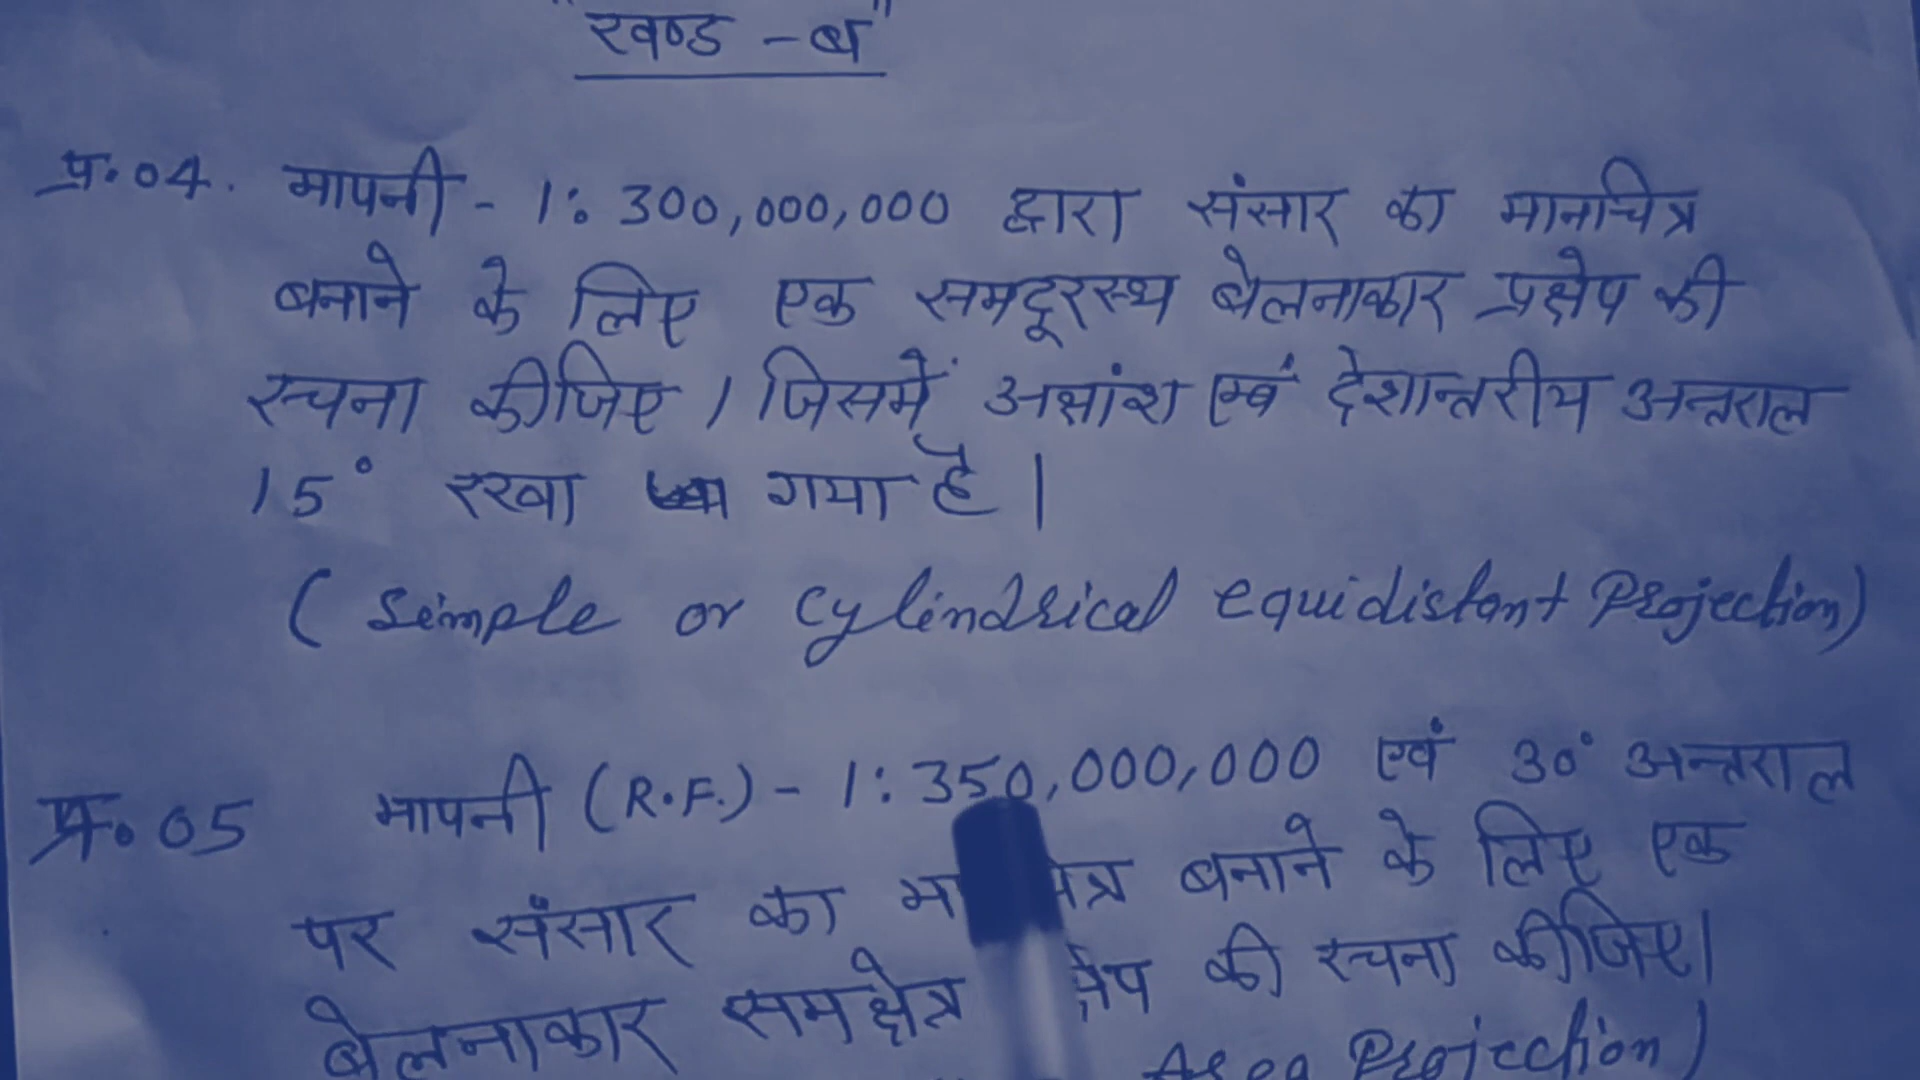 "खण्ड - ब"
प्र. 04. मापनी - 1: 300,000,000 द्वारा संसार का मानचित्र
बनाने के लिए एक समदूरस्थ बेलनाकार प्रक्षेप की
रचना कीजिए। जिसमें अक्षांश एवं देशान्तरीय अन्तराल
15° रखा गया है।
(Simple or Cylindrical equidistant Projection)
प्र. 05 मापनी (R.F.) - 1: 350,000,000 एवं 30° अन्तराल
पर संसार का बनाने के लिए एक
बेलनाकार समक्षेत्र की रचना कीजिए।
Area Projection)